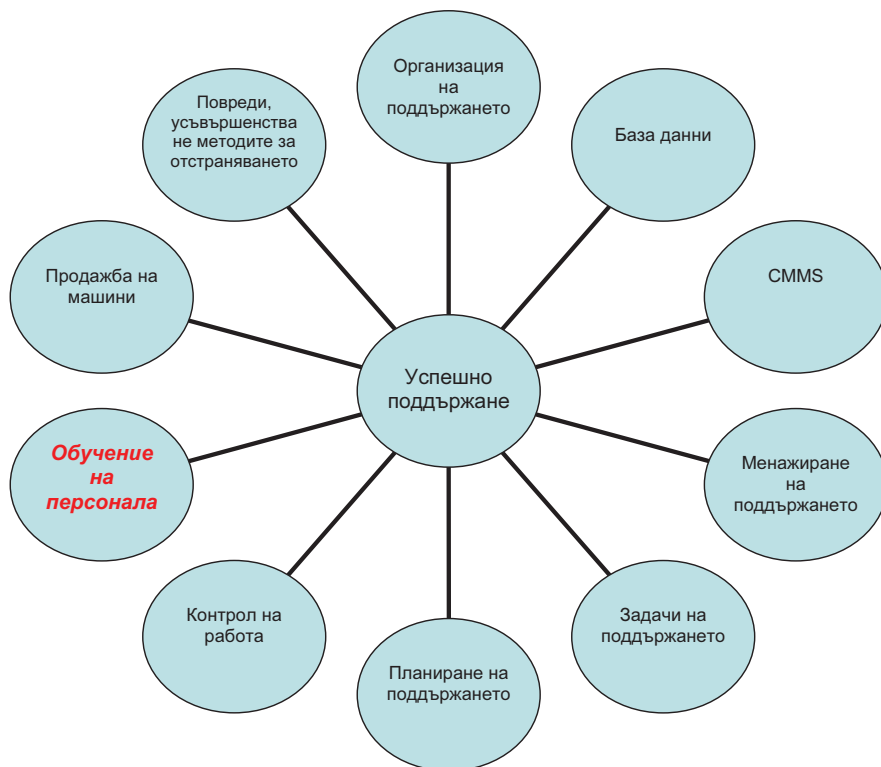 Организация
на
поддържането
База данни
CMMS
Менажиране
на
поддържането
Задачи на
поддържането
Планиране на
поддържането
Контрол на
работа
Обучение
на
персонала
Продажба на
машини
Повреди,
усъвършенства
не методите за
отстраняването
Успешно
поддържане